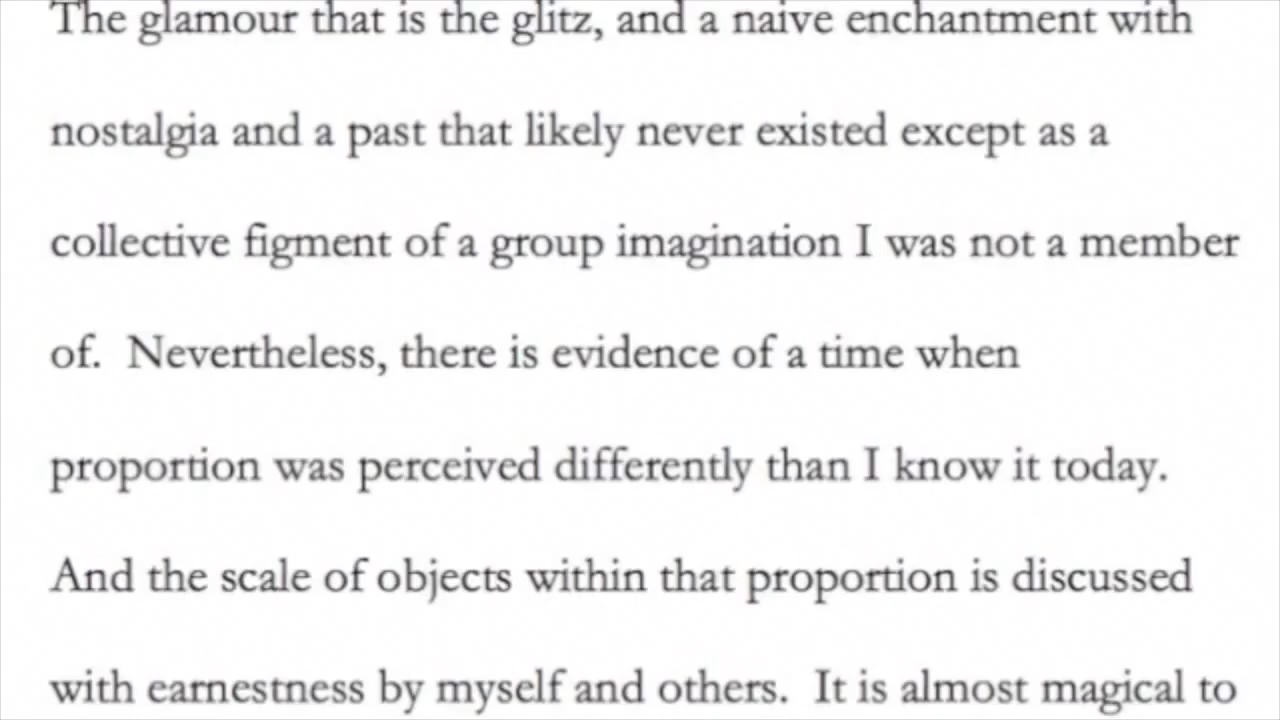 The glamour that is the glitz, and a naive enchantment with
nostalgia and a past that likely never existed except as a
collective figment of a group imagination I was not a member
of.  Nevertheless, there is evidence of a time when
proportion was perceived differently than I know it today.
And the scale of objects within that proportion is discussed
with earnestness by myself and others.  It is almost magical to